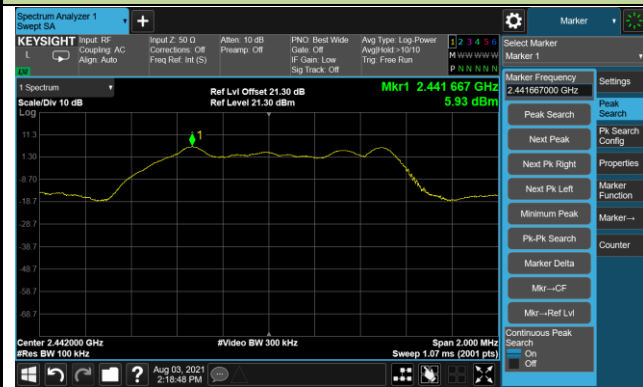 Spectrum Analyzer 1
Swept SA
Marker
KEYSIGHT
L
LVI
Input: RF
Coupling: AC
Align: Auto
Input Z: 50 Ω
Corrections: Off
Freq Ref: Int (S)
Atten: 10 dB
Preamp: Off
PNO: Best Wide
Gate: Off
IF Gain: Low
Sig Track: Off
Avg Type: Log-Power
Avg|Hold:>10/10
Trig: Free Run
1 2 3 4 5 6
M W W W W W
P N N N N N
Select Marker
Marker 1
1 Spectrum
Scale/Div 10 dB
Log
Ref Lvl Offset 21.30 dB
Ref Level 21.30 dBm
Mkr1 2.441 667 GHz
5.93 dBm
11.3
1.30
-8.70
-18.7
-28.7
-38.7
-48.7
-58.7
-68.7
1
Center 2.442000 GHz
#Res BW 100 kHz
#Video BW 300 kHz
Span 2.000 MHz
Sweep 1.07 ms (2001 pts)
Marker Frequency
2.441667000 GHz
Peak Search
Next Peak
Next Pk Right
Next Pk Left
Minimum Peak
Pk-Pk Search
Marker Delta
Mkr→CF
Mkr→Ref Lvl
Continuous Peak
Search
On
Off
Settings
Peak
Search
Pk Search
Config
Properties
Marker
Function
Marker→
Counter
Aug 03, 2021
2:18:48 PM